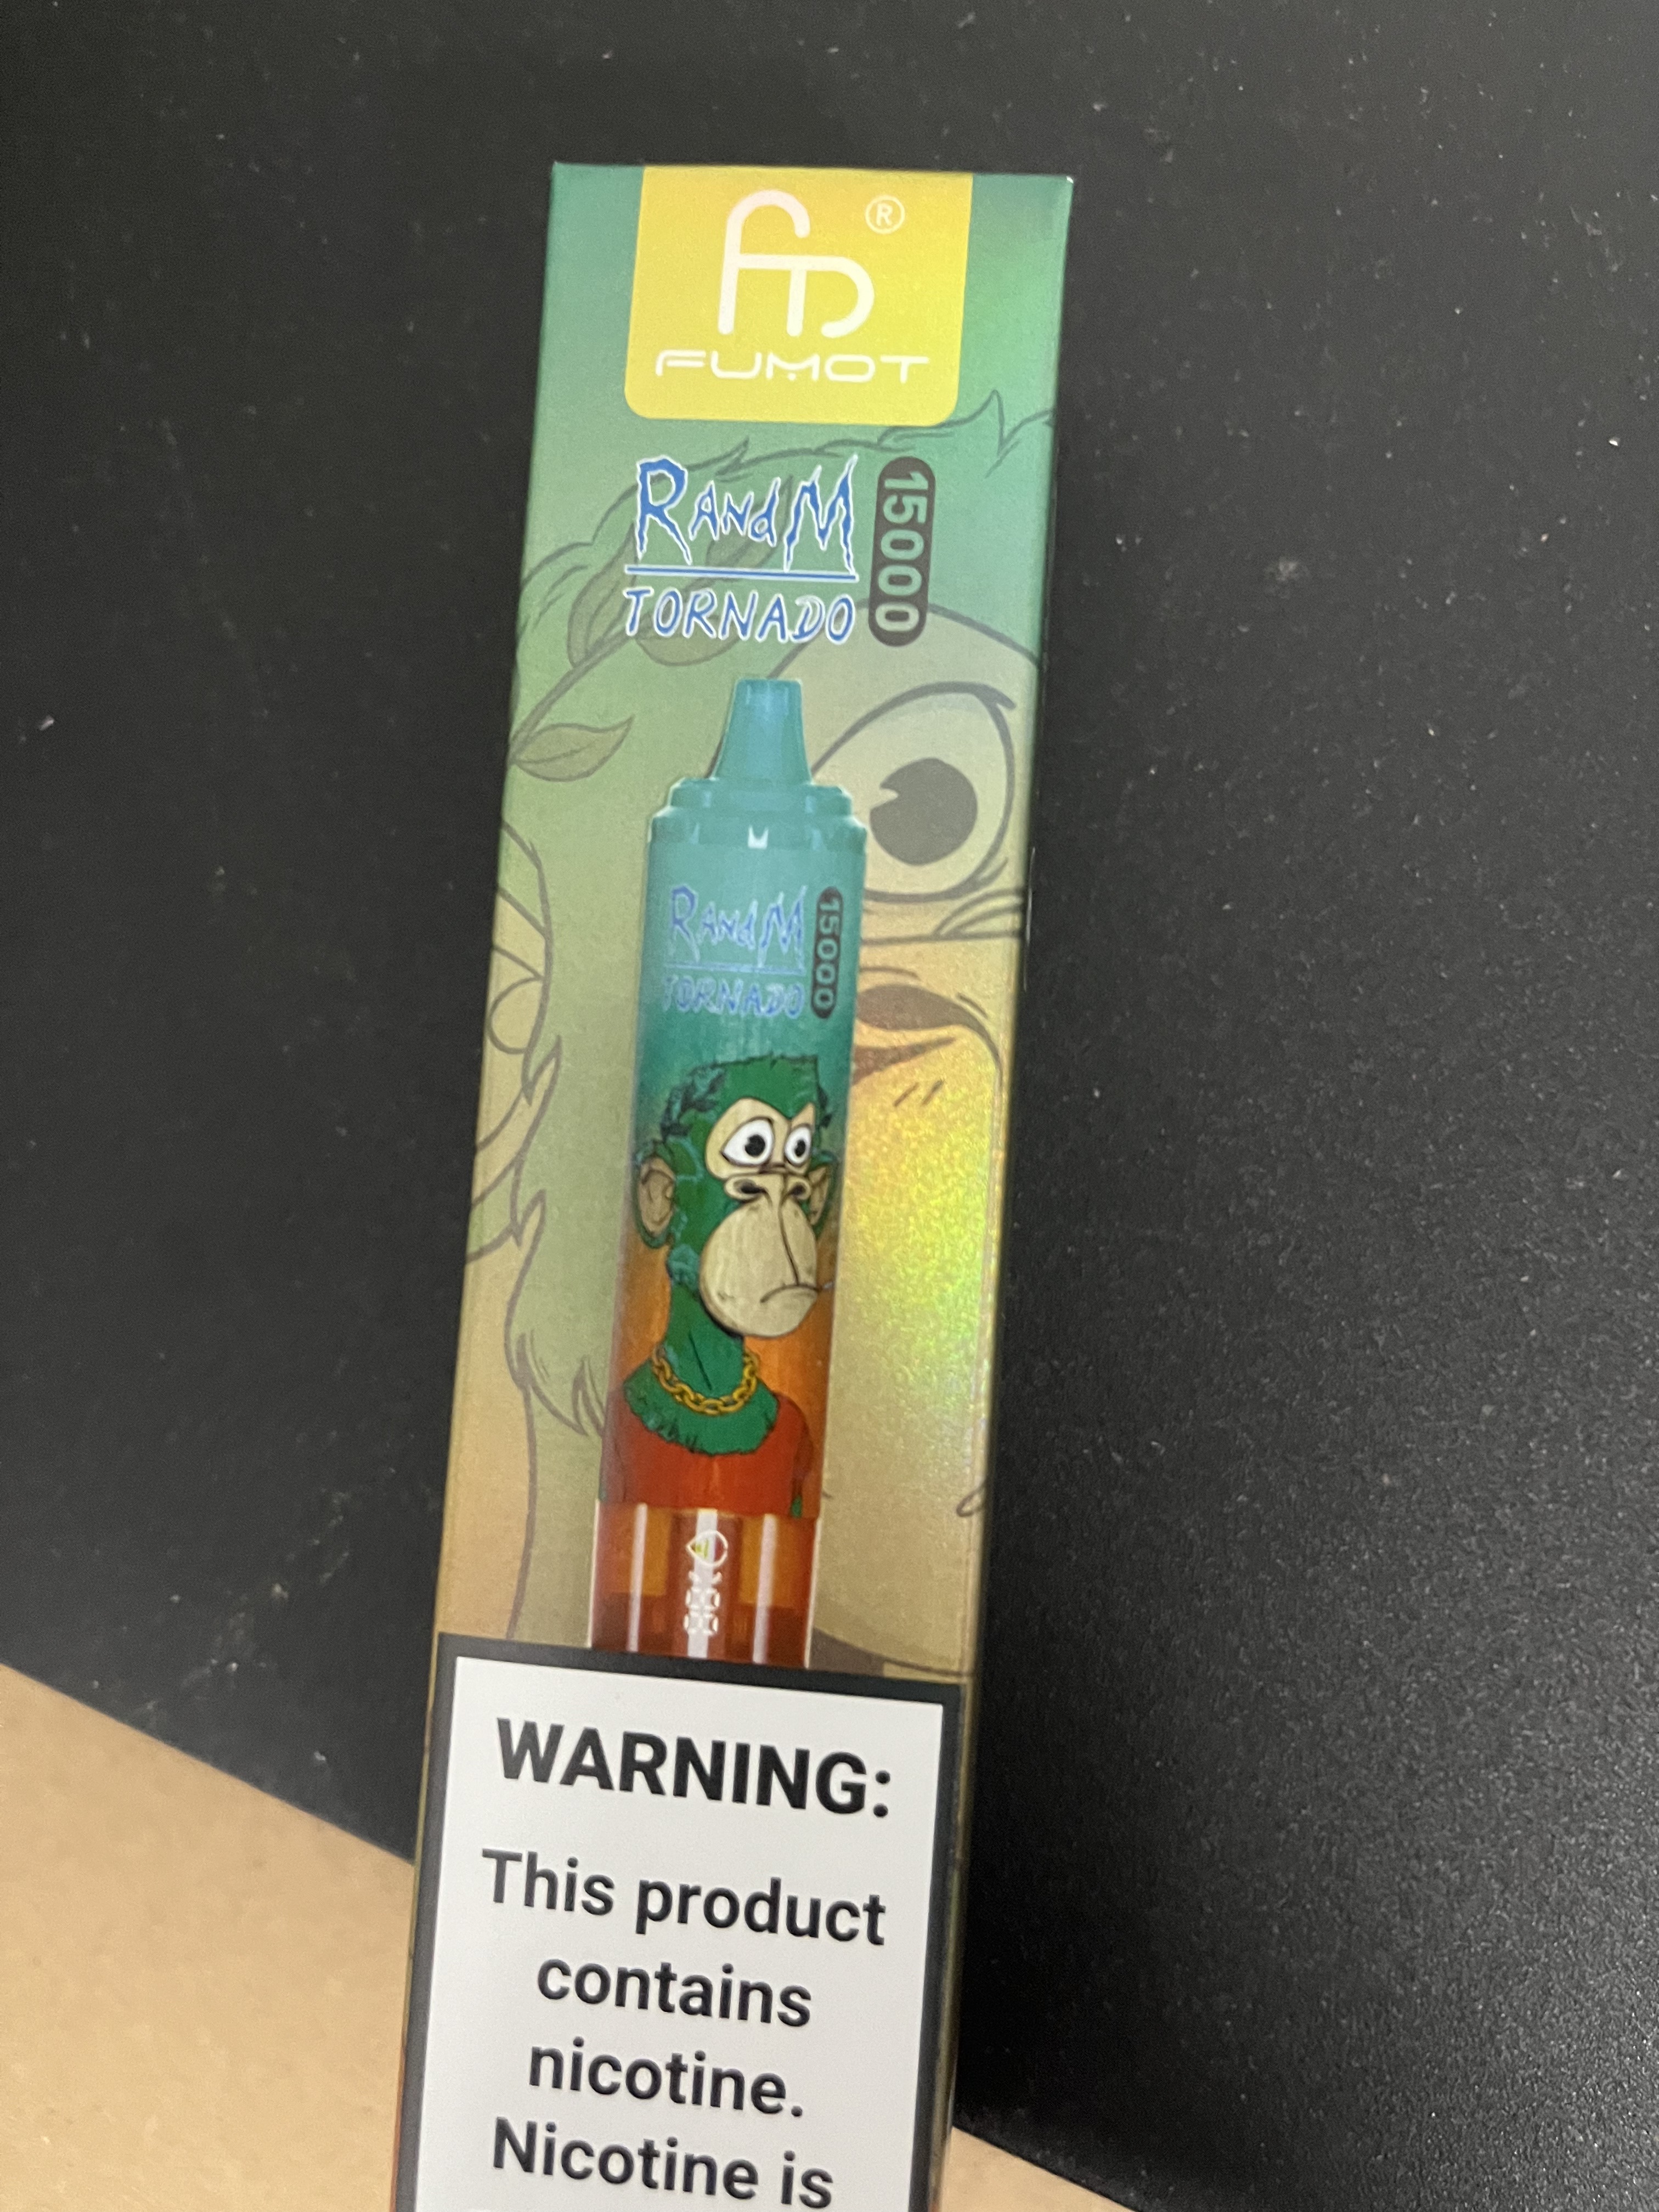 ®
FUMOT
RANdM
TORNADO
15000
RANdM
TORNADO
15000
WARNING:
This product
contains
nicotine.
Nicotine is